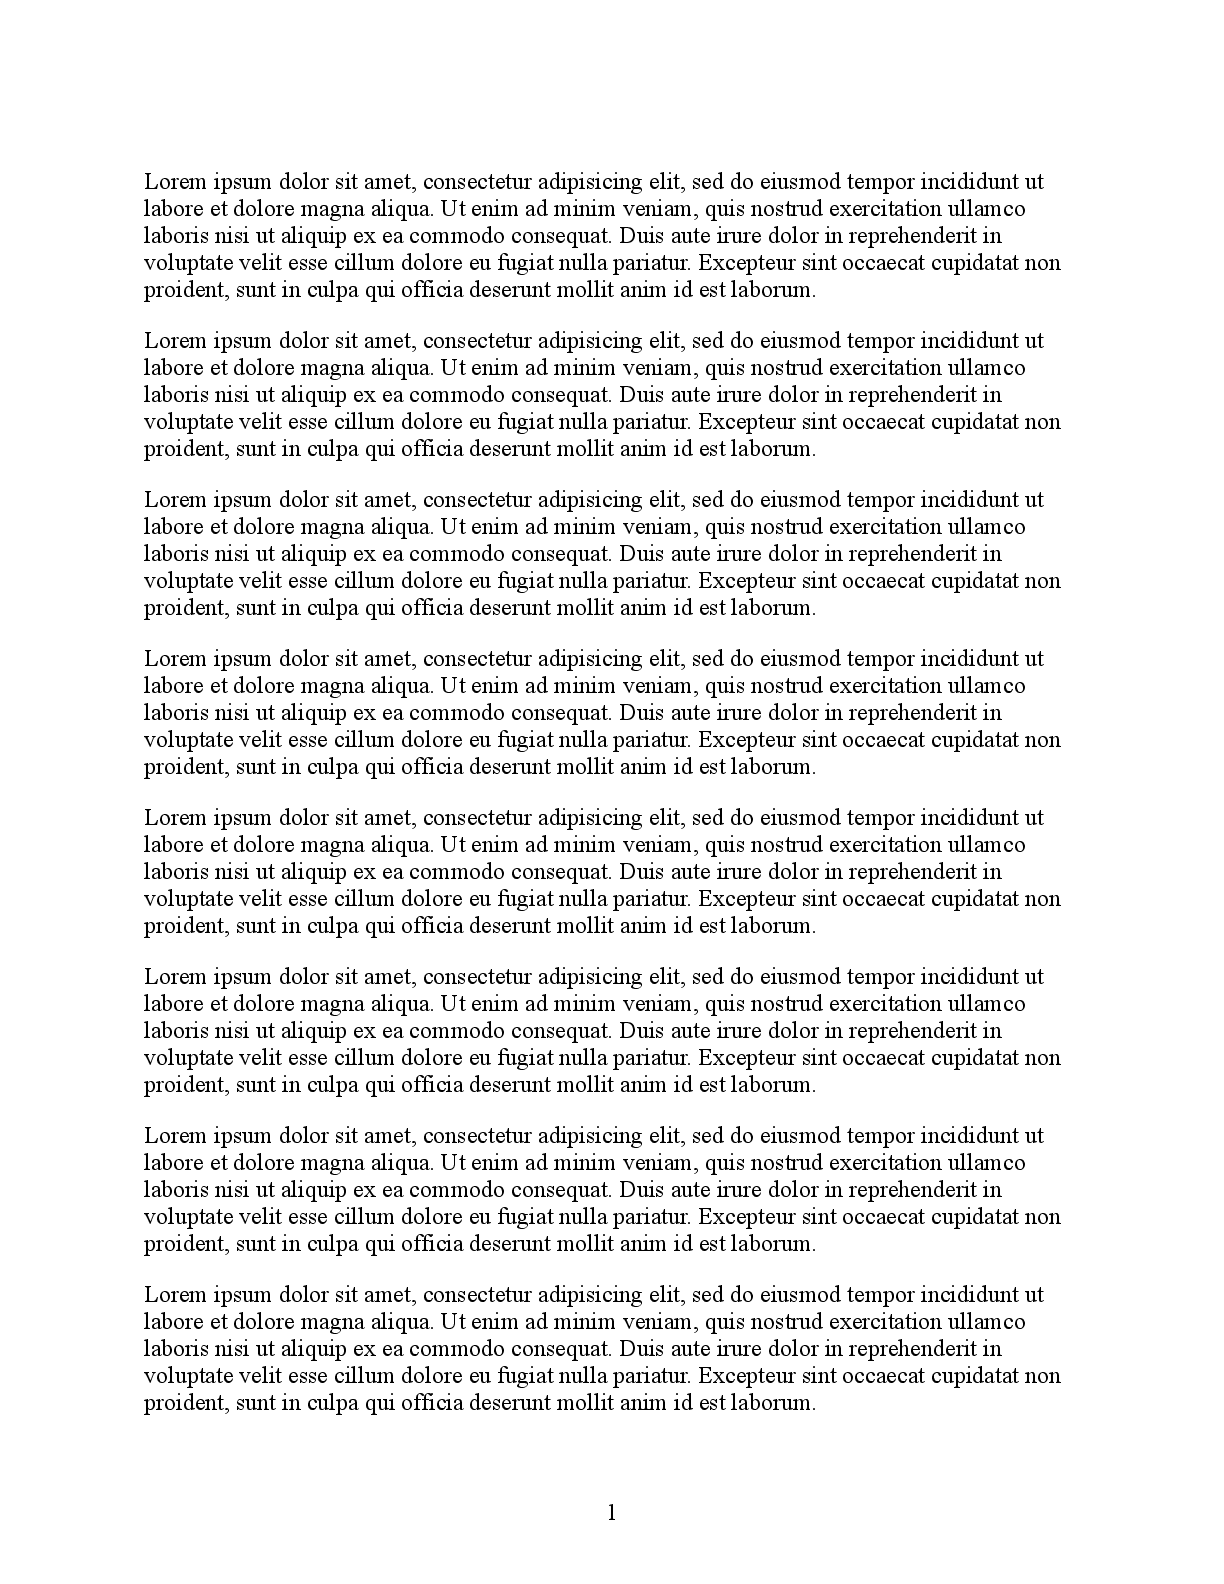 Lorem ipsum dolor sit amet, consectetur adipisicing elit, sed do eiusmod tempor incididunt ut
labore et dolore magna aliqua. Ut enim ad minim veniam, quis nostrud exercitation ullamco
laboris nisi ut aliquip ex ea commodo consequat. Duis aute irure dolor in reprehenderit in
voluptate velit esse cillum dolore eu fugiat nulla pariatur. Excepteur sint occaecat cupidatat non
proident, sunt in culpa qui officia deserunt mollit anim id est laborum.
Lorem ipsum dolor sit amet, consectetur adipisicing elit, sed do eiusmod tempor incididunt ut
labore et dolore magna aliqua. Ut enim ad minim veniam, quis nostrud exercitation ullamco
laboris nisi ut aliquip ex ea commodo consequat. Duis aute irure dolor in reprehenderit in
voluptate velit esse cillum dolore eu fugiat nulla pariatur. Excepteur sint occaecat cupidatat non
proident, sunt in culpa qui officia deserunt mollit anim id est laborum.
Lorem ipsum dolor sit amet, consectetur adipisicing elit, sed do eiusmod tempor incididunt ut
labore et dolore magna aliqua. Ut enim ad minim veniam, quis nostrud exercitation ullamco
laboris nisi ut aliquip ex ea commodo consequat. Duis aute irure dolor in reprehenderit in
voluptate velit esse cillum dolore eu fugiat nulla pariatur. Excepteur sint occaecat cupidatat non
proident, sunt in culpa qui officia deserunt mollit anim id est laborum.
Lorem ipsum dolor sit amet, consectetur adipisicing elit, sed do eiusmod tempor incididunt ut
labore et dolore magna aliqua. Ut enim ad minim veniam, quis nostrud exercitation ullamco
laboris nisi ut aliquip ex ea commodo consequat. Duis aute irure dolor in reprehenderit in
voluptate velit esse cillum dolore eu fugiat nulla pariatur. Excepteur sint occaecat cupidatat non
proident, sunt in culpa qui officia deserunt mollit anim id est laborum.
Lorem ipsum dolor sit amet, consectetur adipisicing elit, sed do eiusmod tempor incididunt ut
labore et dolore magna aliqua. Ut enim ad minim veniam, quis nostrud exercitation ullamco
laboris nisi ut aliquip ex ea commodo consequat. Duis aute irure dolor in reprehenderit in
voluptate velit esse cillum dolore eu fugiat nulla pariatur. Excepteur sint occaecat cupidatat non
proident, sunt in culpa qui officia deserunt mollit anim id est laborum.
Lorem ipsum dolor sit amet, consectetur adipisicing elit, sed do eiusmod tempor incididunt ut
labore et dolore magna aliqua. Ut enim ad minim veniam, quis nostrud exercitation ullamco
laboris nisi ut aliquip ex ea commodo consequat. Duis aute irure dolor in reprehenderit in
voluptate velit esse cillum dolore eu fugiat nulla pariatur. Excepteur sint occaecat cupidatat non
proident, sunt in culpa qui officia deserunt mollit anim id est laborum.
Lorem ipsum dolor sit amet, consectetur adipisicing elit, sed do eiusmod tempor incididunt ut
labore et dolore magna aliqua. Ut enim ad minim veniam, quis nostrud exercitation ullamco
laboris nisi ut aliquip ex ea commodo consequat. Duis aute irure dolor in reprehenderit in
voluptate velit esse cillum dolore eu fugiat nulla pariatur. Excepteur sint occaecat cupidatat non
proident, sunt in culpa qui officia deserunt mollit anim id est laborum.
Lorem ipsum dolor sit amet, consectetur adipisicing elit, sed do eiusmod tempor incididunt ut
labore et dolore magna aliqua. Ut enim ad minim veniam, quis nostrud exercitation ullamco
laboris nisi ut aliquip ex ea commodo consequat. Duis aute irure dolor in reprehenderit in
voluptate velit esse cillum dolore eu fugiat nulla pariatur. Excepteur sint occaecat cupidatat non
proident, sunt in culpa qui officia deserunt mollit anim id est laborum.
1